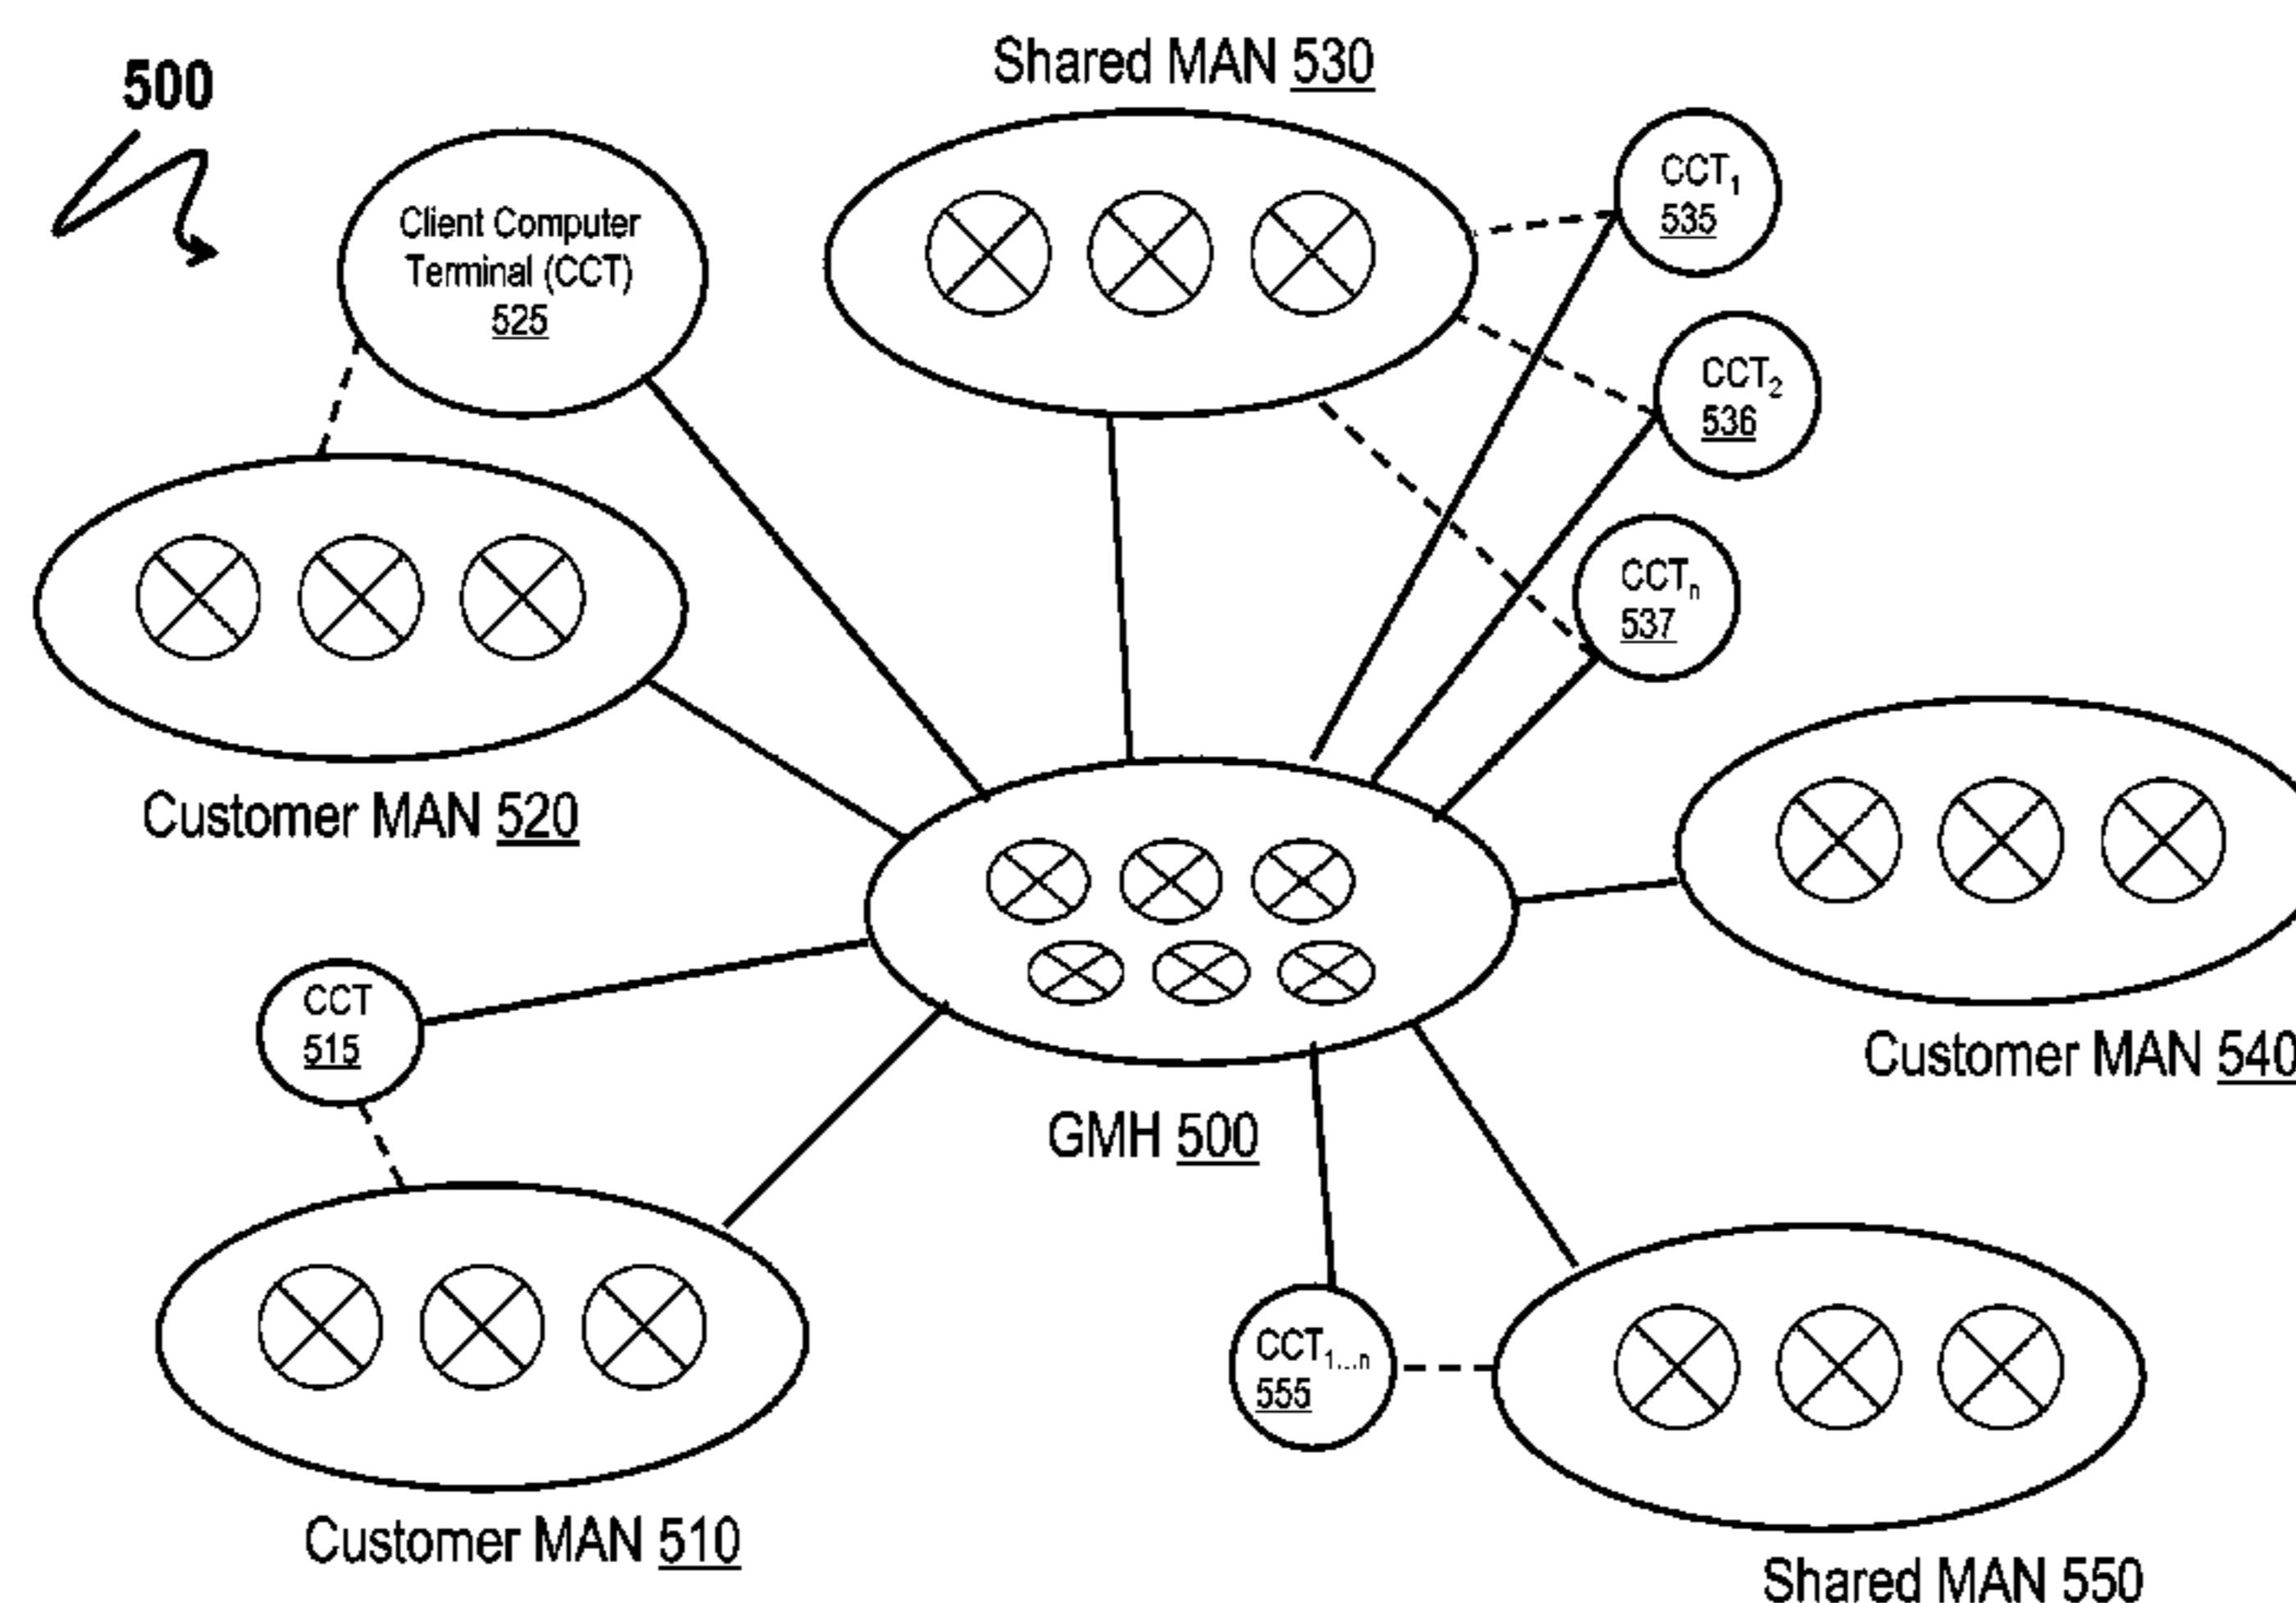 Shared MAN 530
500
CCT1
535
Client Computer
Terminal (CCT)
525
CCT2
536
CCTn
537
Customer MAN 520
CCT
515
Customer MAN 540
GMH 500
CCT1...n
555
Customer MAN 510
Shared MAN 550